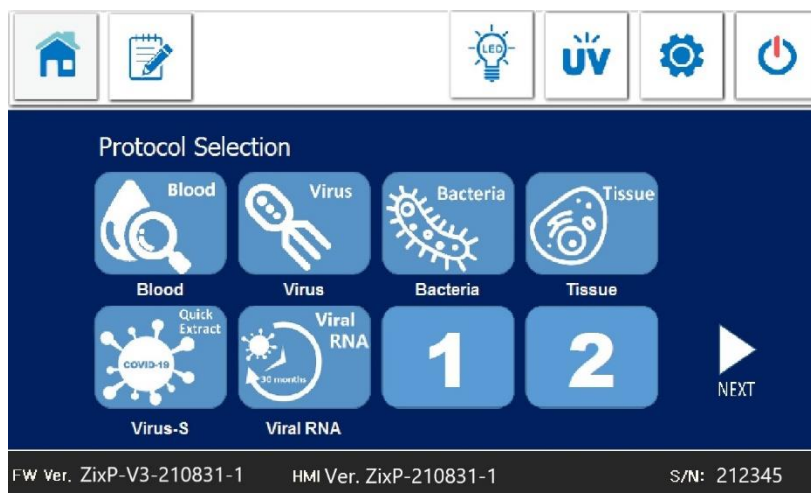 LED
UV
Protocol Selection
Blood
Virus
Bacteria
Tissue
Blood
Virus
Bacteria
Tissue
Quick
Extract
COVID-19
Viral
RNA
30 months
1
2
NEXT
Virus-S
Viral RNA
FW Ver. ZixP-V3-210831-1
HMI Ver. ZixP-210831-1
S/N: 212345